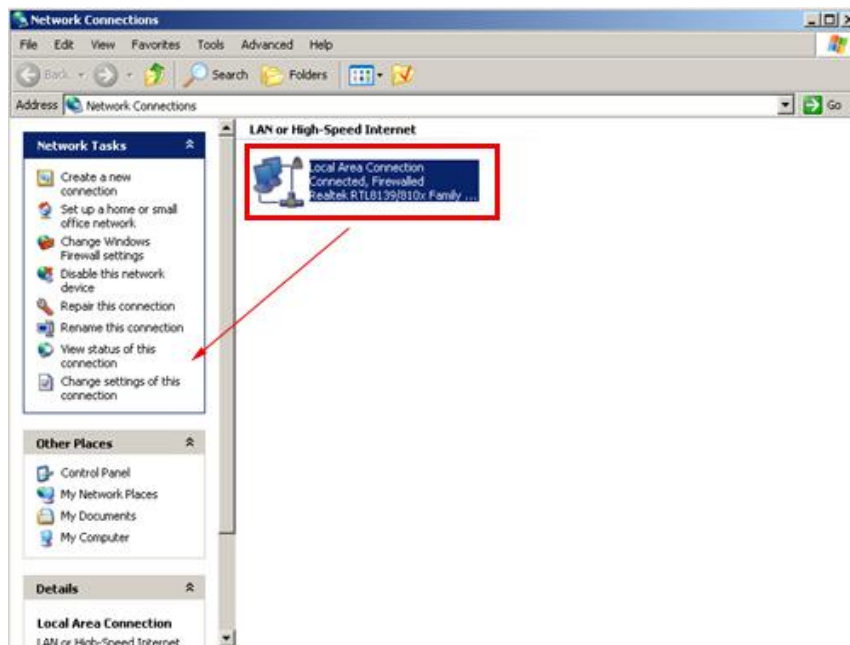 Network Connections
File Edit View Favorites Tools Advanced Help
Back Search Folders
Address Network Connections Go
Network Tasks
Create a new
connection
Set up a home or small
office network
Change Windows
Firewall settings
Disable this network
device
Repair this connection
Rename this connection
View status of this
connection
Change settings of this
connection
Other Places
Control Panel
My Network Places
My Documents
My Computer
Details
Local Area Connection
LAN or High-Speed Internet
LAN or High-Speed Internet
Local Area Connection
Connected, Firewalled
Realtek RTL8139/810x Family ...